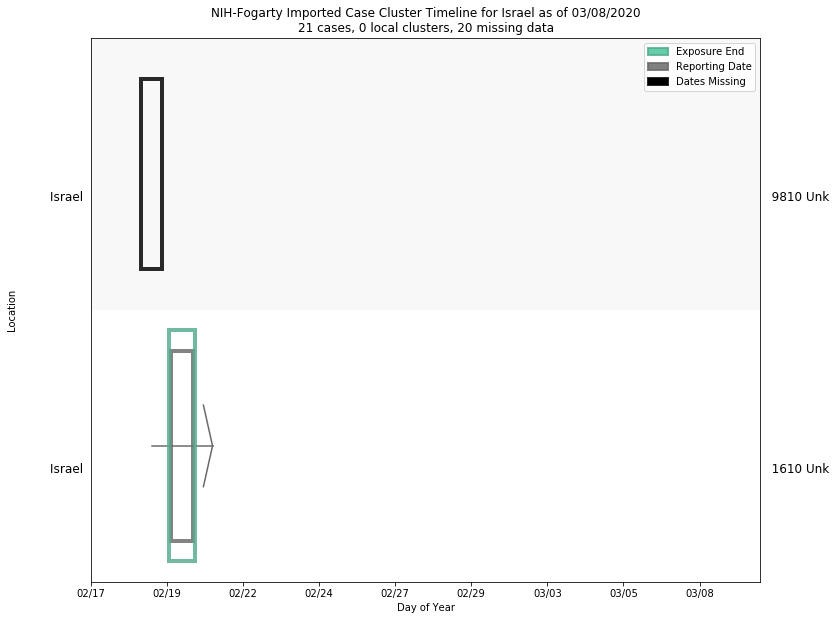 NIH-Fogarty Imported Case Cluster Timeline for Israel as of 03/08/2020
21 cases, 0 local clusters, 20 missing data
Exposure End
Reporting Date
Dates Missing
Israel
9810 Unk
Location
Israel
1610 Unk
02/17
02/19
02/22
02/24
02/27
02/29
03/03
03/05
03/08
Day of Year